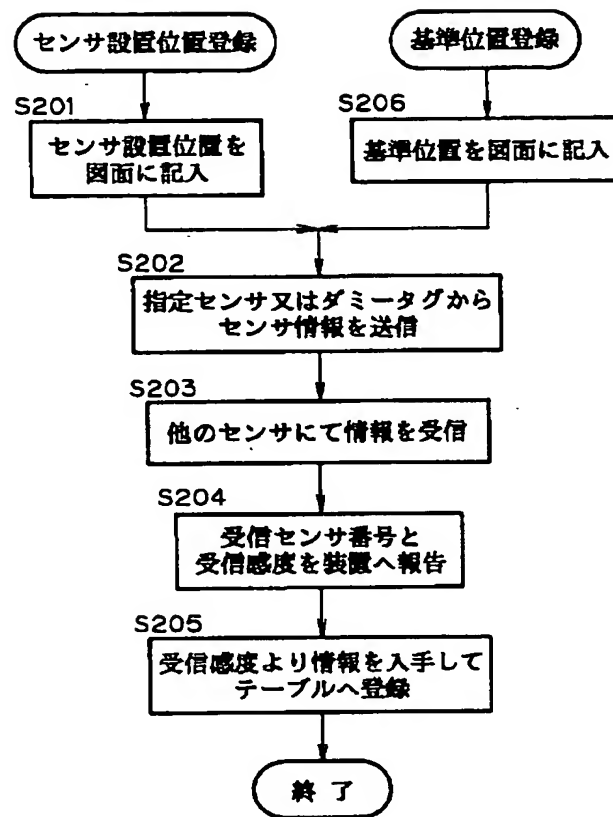 センサ設置位置登録
基準位置登録
S201
センサ設置位置を
図面に記入
S206
基準位置を図面に記入
S202
指定センサ又はダミータグから
センサ情報を送信
S203
他のセンサにて情報を受信
S204
受信センサ番号と
受信感度を装置へ報告
S205
受信感度より情報を入手して
テーブルへ登録
終了